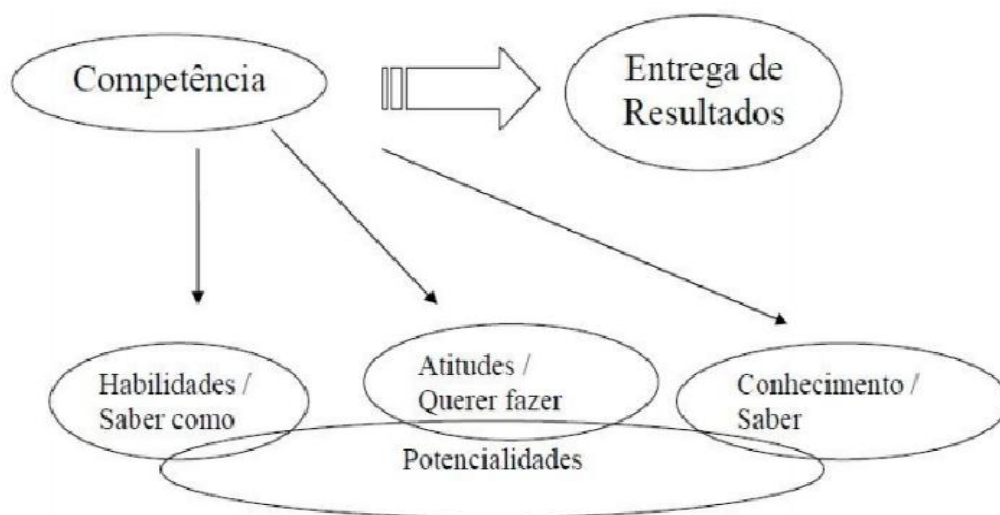 Competência
Entrega de
Resultados
Habilidades /
Saber como
Atitudes /
Querer fazer
Conhecimento /
Saber
Potencialidades